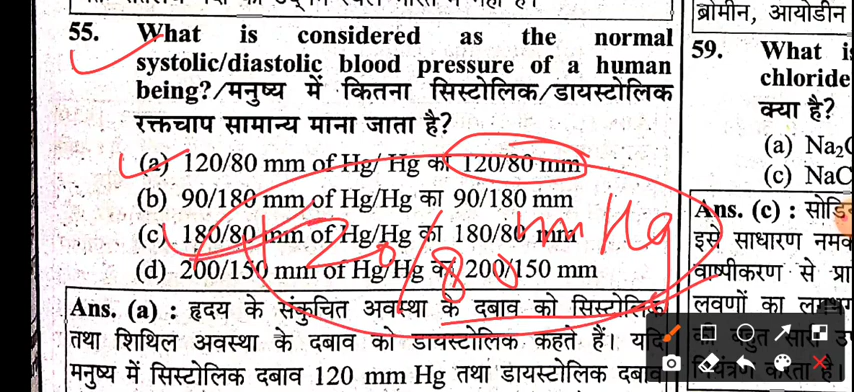 ब्रोमीन, आयोडीन
55. What is considered as the normal
systolic/diastolic blood pressure of a human
being?/मनुष्य में कितना सिस्टोलिक/डायस्टोलिक
रक्तचाप सामान्य माना जाता है?
(a) 120/80 mm of Hg/ Hg का 120/80 mm
(b) 90/180 mm of Hg/Hg का 90/180 mm
(c) 180/80 mm of Hg/Hg का 180/80 mm
(d) 200/150 mm of Hg/Hg का 200/150 mm
120/80 mm Hg
Ans. (a) : हृदय के संकुचित अवस्था के दबाव को सिस्टोलिक
तथा शिथिल अवस्था के दबाव को डायस्टोलिक कहते हैं। यदि
मनुष्य में सिस्टोलिक दबाव 120 mm Hg तथा डायस्टोलिक दबाव
59. What is
chloride
क्या है?
(a) Na₂C
(c) NaC
Ans. (c) : सोडि
इसे साधारण नमक
वाष्पीकरण से प्रा
लवणों का लगभग